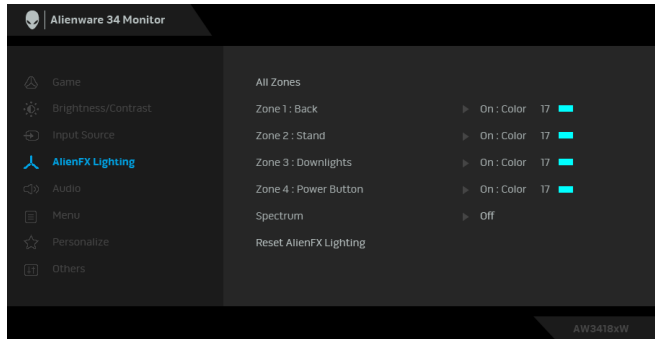 Alienware 34 Monitor
Game
All Zones
Brightness/Contrast
Zone 1 : Back On : Color 17
Input Source
Zone 2 : Stand On : Color 17
AlienFX Lighting
Zone 3 : Downlights On : Color 17
Audio
Zone 4 : Power Button On : Color 17
Menu
Spectrum Off
Personalize
Reset AlienFX Lighting
Others
AW3418xW